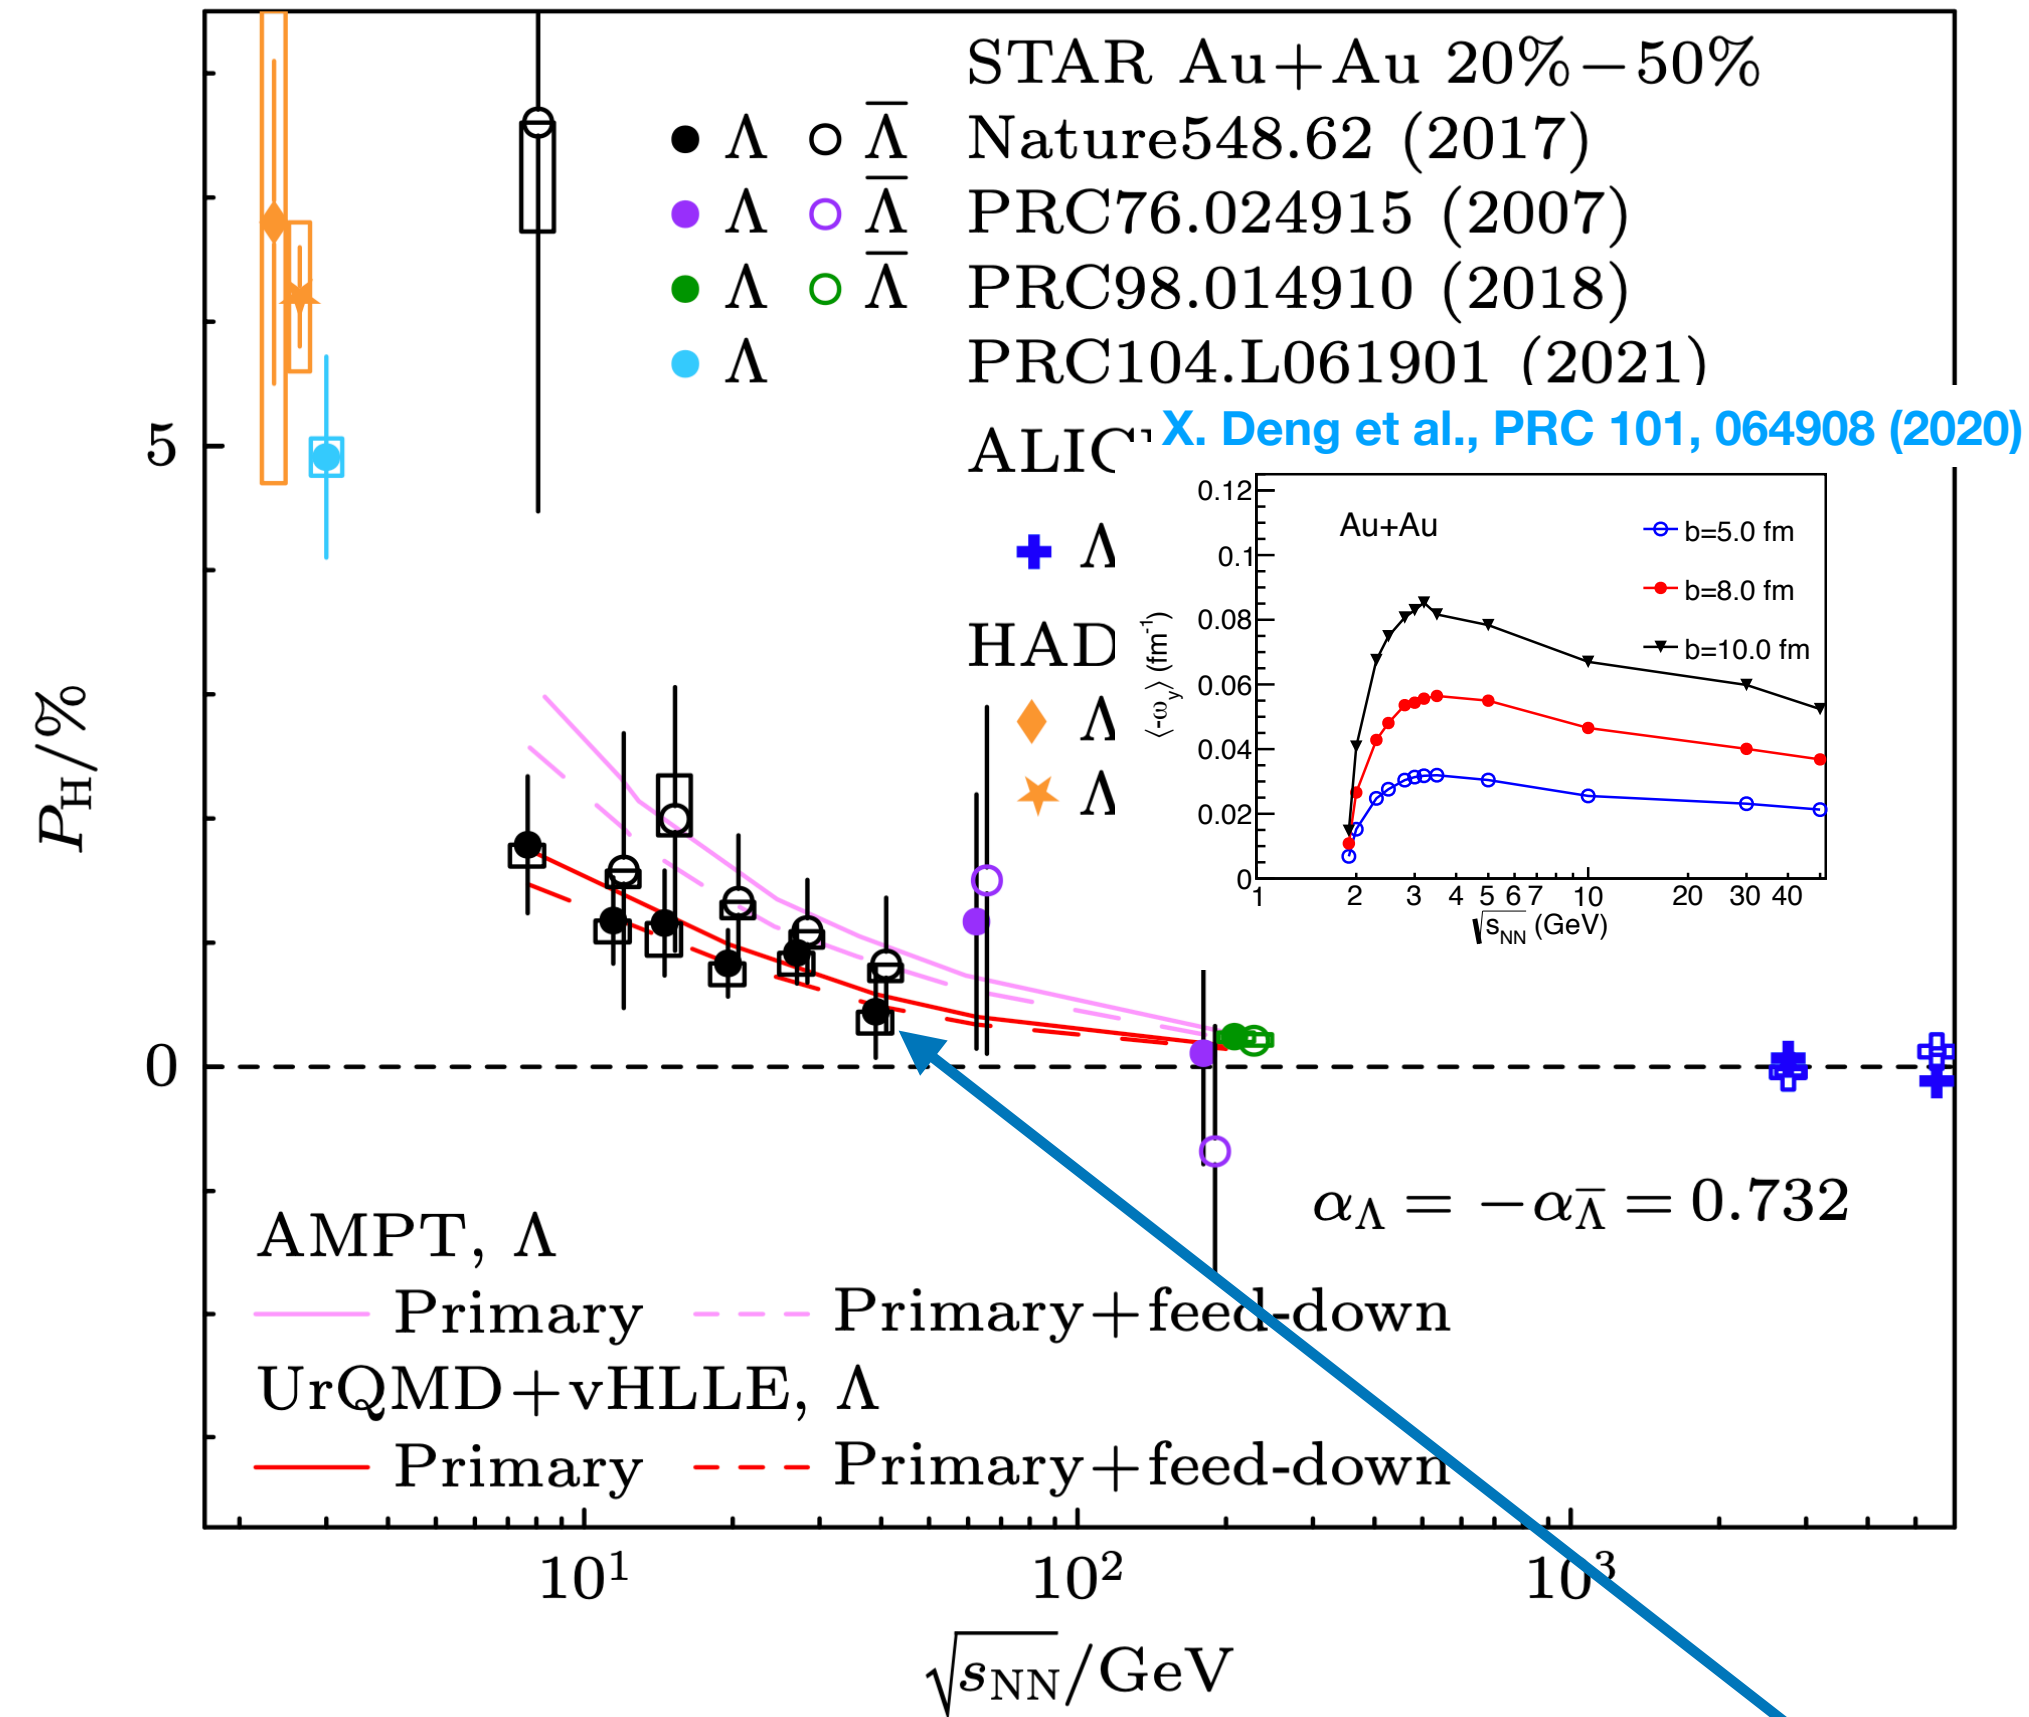 STAR Au+Au 20%−50%
Λ Λ̅ Nature548.62 (2017)
Λ Λ̅ PRC76.024915 (2007)
Λ Λ̅ PRC98.014910 (2018)
Λ PRC104.L061901 (2021)
X. Deng et al., PRC 101, 064908 (2020)
Λ
HAD
Λ
Λ
5
0
P_H/%
0.12
0.1
0.08
0.06
0.04
0.02
0
⟨-ω_y⟩ (fm⁻¹)
Au+Au
b=5.0 fm
b=8.0 fm
b=10.0 fm
1 2 3 4 5 6 7 10 20 30 40
√s_NN (GeV)
α_Λ = −α_Λ̅ = 0.732
AMPT, Λ
Primary Primary+feed-down
UrQMD+vHLLE, Λ
Primary Primary+feed-down
10¹ 10² 10³
√s_NN/GeV